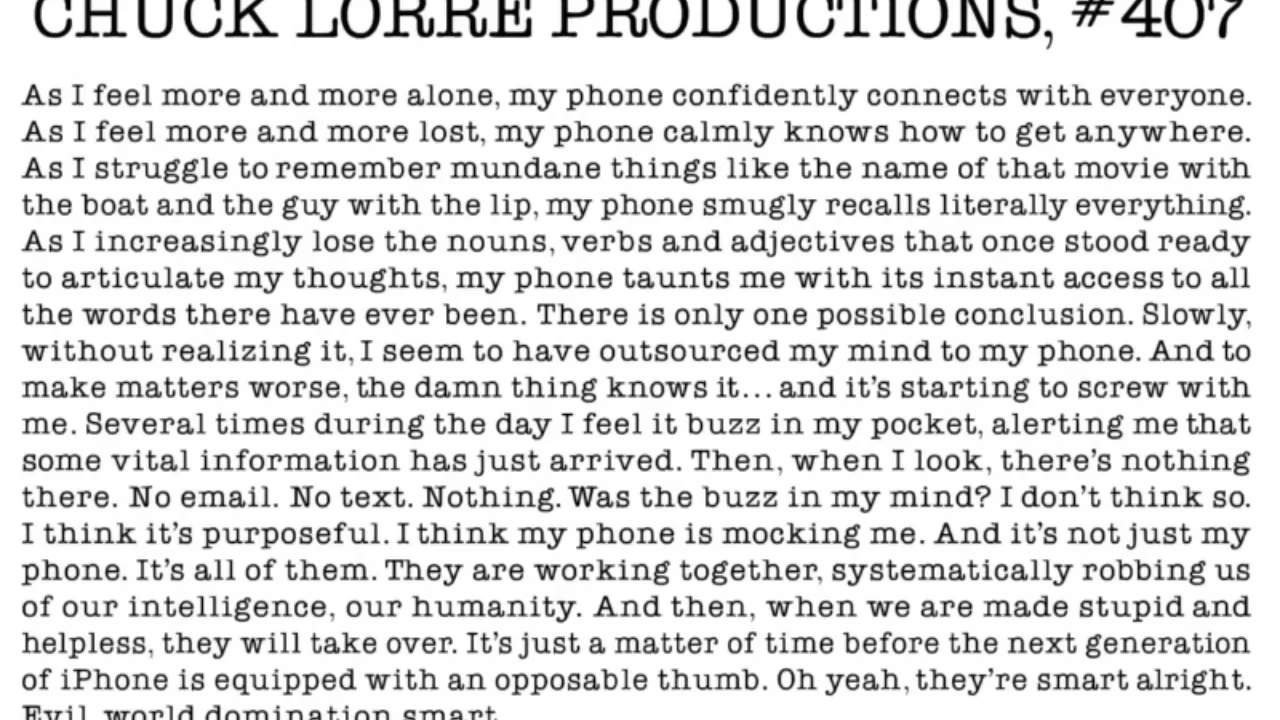 CHUCK LORRE PRODUCTIONS, #407
As I feel more and more alone, my phone confidently connects with everyone.
As I feel more and more lost, my phone calmly knows how to get anywhere.
As I struggle to remember mundane things like the name of that movie with
the boat and the guy with the lip, my phone smugly recalls literally everything.
As I increasingly lose the nouns, verbs and adjectives that once stood ready
to articulate my thoughts, my phone taunts me with its instant access to all
the words there have ever been. There is only one possible conclusion. Slowly,
without realizing it, I seem to have outsourced my mind to my phone. And to
make matters worse, the damn thing knows it... and it's starting to screw with
me. Several times during the day I feel it buzz in my pocket, alerting me that
some vital information has just arrived. Then, when I look, there's nothing
there. No email. No text. Nothing. Was the buzz in my mind? I don't think so.
I think it's purposeful. I think my phone is mocking me. And it's not just my
phone. It's all of them. They are working together, systematically robbing us
of our intelligence, our humanity. And then, when we are made stupid and
helpless, they will take over. It's just a matter of time before the next generation
of iPhone is equipped with an opposable thumb. Oh yeah, they're smart alright.
Evil, world domination smart.